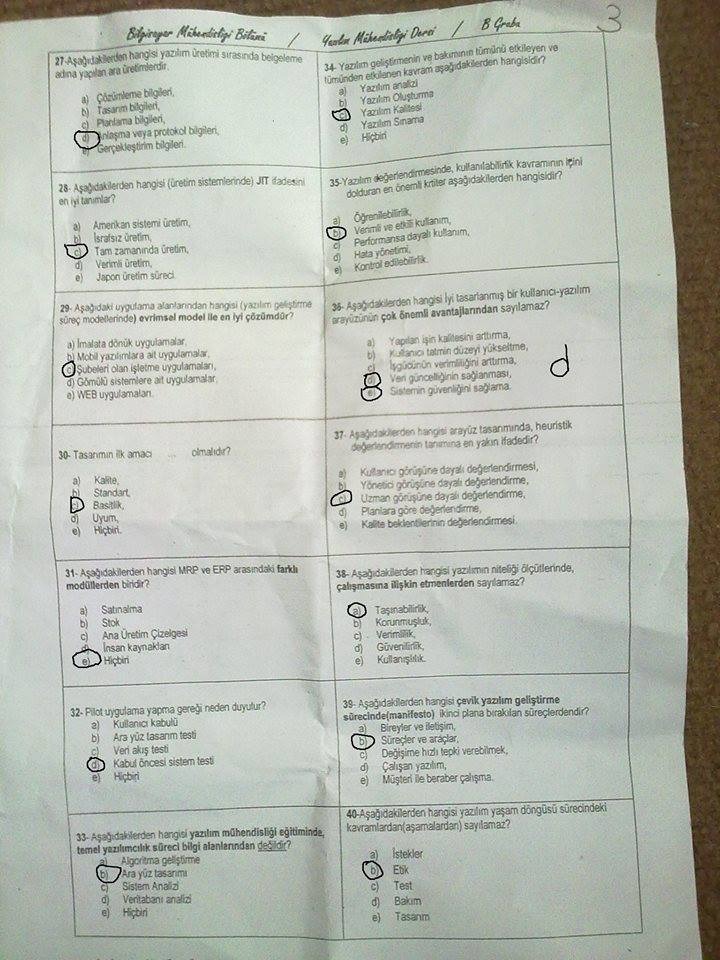 Bilgisayar Mühendisliği Bölümü / Yazılım Mühendisliği Dersi / B Grubu
3
27-Aşağıdakilerden hangisi yazılım üretimi sırasında belgeleme
adına yapılan ara üretimlerdir.
a) Çözümleme bilgileri,
b) Tasarım bilgileri,
c) Planlama bilgileri,
d) Anlaşma veya protokol bilgileri,
e) Gerçekleştirim bilgileri.
28- Aşağıdakilerden hangisi (üretim sistemlerinde) JIT ifadesini
en iyi tanımlar?
a) Amerikan sistemi üretim,
b) İsrafsız üretim,
c) Tam zamanında üretim,
d) Verimli üretim,
e) Japon üretim süreci.
29- Aşağıdaki uygulama alanlarından hangisi (yazılım geliştirme
süreç modellerinde) evrimsel model ile en iyi çözümdür?
a) İmalata dönük uygulamalar,
b) Mobil yazılımlara ait uygulamalar,
c) Şubeleri olan işletme uygulamaları,
d) Gömülü sistemlere ait uygulamalar,
e) WEB uygulamaları.
30- Tasarımın ilk amacı ... olmalıdır?
a) Kalite,
b) Standart,
c) Basitlik,
d) Uyum,
e) Hiçbiri.
31- Aşağıdakilerden hangisi MRP ve ERP arasındaki farklı
modüllerden biridir?
a) Satınalma
b) Stok
c) Ana Üretim Çizelgesi
d) İnsan kaynakları
e) Hiçbiri
32- Pilot uygulama yapma gereği neden duyulur?
a) Kullanıcı kabulü
b) Ara yüz tasarım testi
c) Veri akış testi
d) Kabul öncesi sistem testi
e) Hiçbiri
33- Aşağıdakilerden hangisi yazılım mühendisliği eğitiminde,
temel yazılımcılık süreci bilgi alanlarından değildir?
a) Algoritma geliştirme
b) Ara yüz tasarımı
c) Sistem Analizi
d) Veritabanı analizi
e) Hiçbiri
34- Yazılım geliştirmenin ve bakımının tümünü etkileyen ve
tümünden etkilenen kavram aşağıdakilerden hangisidir?
a) Yazılım analizi
b) Yazılım Oluşturma
c) Yazılım Kalitesi
d) Yazılım Sınama
e) Hiçbiri
35-Yazılım değerlendirmesinde, kullanılabilirlik kavramının içini
dolduran en önemli kriter aşağıdakilerden hangisidir?
a) Öğrenilebilirlik,
b) Verimli ve etkili kullanım,
c) Performansa dayalı kullanım,
d) Hata yönetimi,
e) Kontrol edilebilirlik.
36- Aşağıdakilerden hangisi İyi tasarlanmış bir kullanıcı-yazılım
arayüzünün çok önemli avantajlarından sayılamaz?
a) Yapılan işin kalitesini arttırma,
b) Kullanıcı tatmin düzeyi yükseltme,
c) İşgücünün verimliliğini arttırma,
d) Veri güncelliğinin sağlanması,
e) Sistemin güvenliğini sağlama.
d
37- Aşağıdakilerden hangisi arayüz tasarımında, heuristik
değerlendirmenin tanımına en yakın ifadedir?
a) Kullanıcı görüşüne dayalı değerlendirmesi,
b) Yönetici görüşüne dayalı değerlendirme,
c) Uzman görüşüne dayalı değerlendirme,
d) Planlara göre değerlendirme,
e) Kalite beklentilerinin değerlendirmesi.
38- Aşağıdakilerden hangisi yazılımın niteliği ölçütlerinde,
çalışmasına ilişkin etmenlerden sayılamaz?
a) Taşınabilirlik,
b) Korunmuşluk,
c) Verimlilik,
d) Güvenilirlik,
e) Kullanışlılık.
39- Aşağıdakilerden hangisi çevik yazılım geliştirme
sürecinde(manifesto) ikinci plana bırakılan süreçlerdendir?
a) Bireyler ve iletişim,
b) Süreçler ve araçlar,
c) Değişime hızlı tepki verebilmek,
d) Çalışan yazılım,
e) Müşteri ile beraber çalışma.
40-Aşağıdakilerden hangisi yazılım yaşam döngüsü sürecindeki
kavramlardan(aşamalardan) sayılamaz?
a) İstekler
b) Etik
c) Test
d) Bakım
e) Tasarım